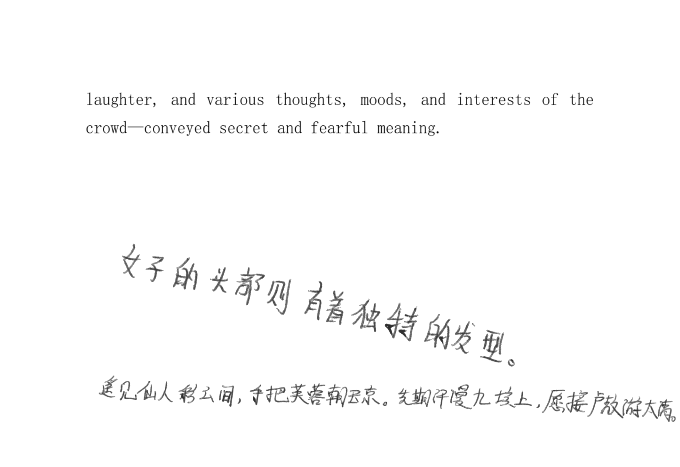 laughter, and various thoughts, moods, and interests of the
crowd—conveyed secret and fearful meaning.
女子的头部则有着独特的发型。
遥见仙人彩云间,手把芙蓉朝玉京。先期汗漫九垓上,愿接卢敖游太清。